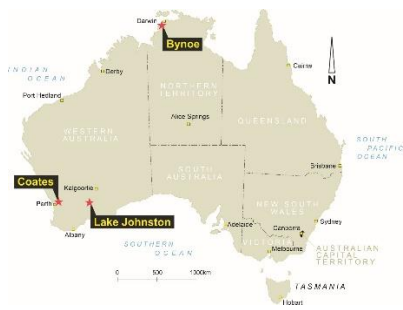 Darwin
Bynoe
INDIAN
OCEAN
Derby
Cairns
N
Port Hedland
NORTHERN
TERRITORY
Alice Springs
QUEENSLAND
WESTERN
AUSTRALIA
SOUTH
PACIFIC
OCEAN
SOUTH
AUSTRALIA
Brisbane
Coates
Kalgoorlie
Perth
NEW SOUTH
WALES
Lake Johnston
Adelaide
Sydney
Canberra
Albany
SOUTHERN
OCEAN
VICTORIA
Melbourne
AUSTRALIAN
CAPITAL
TERRITORY
0 500 1000km
TASMANIA
Hobart